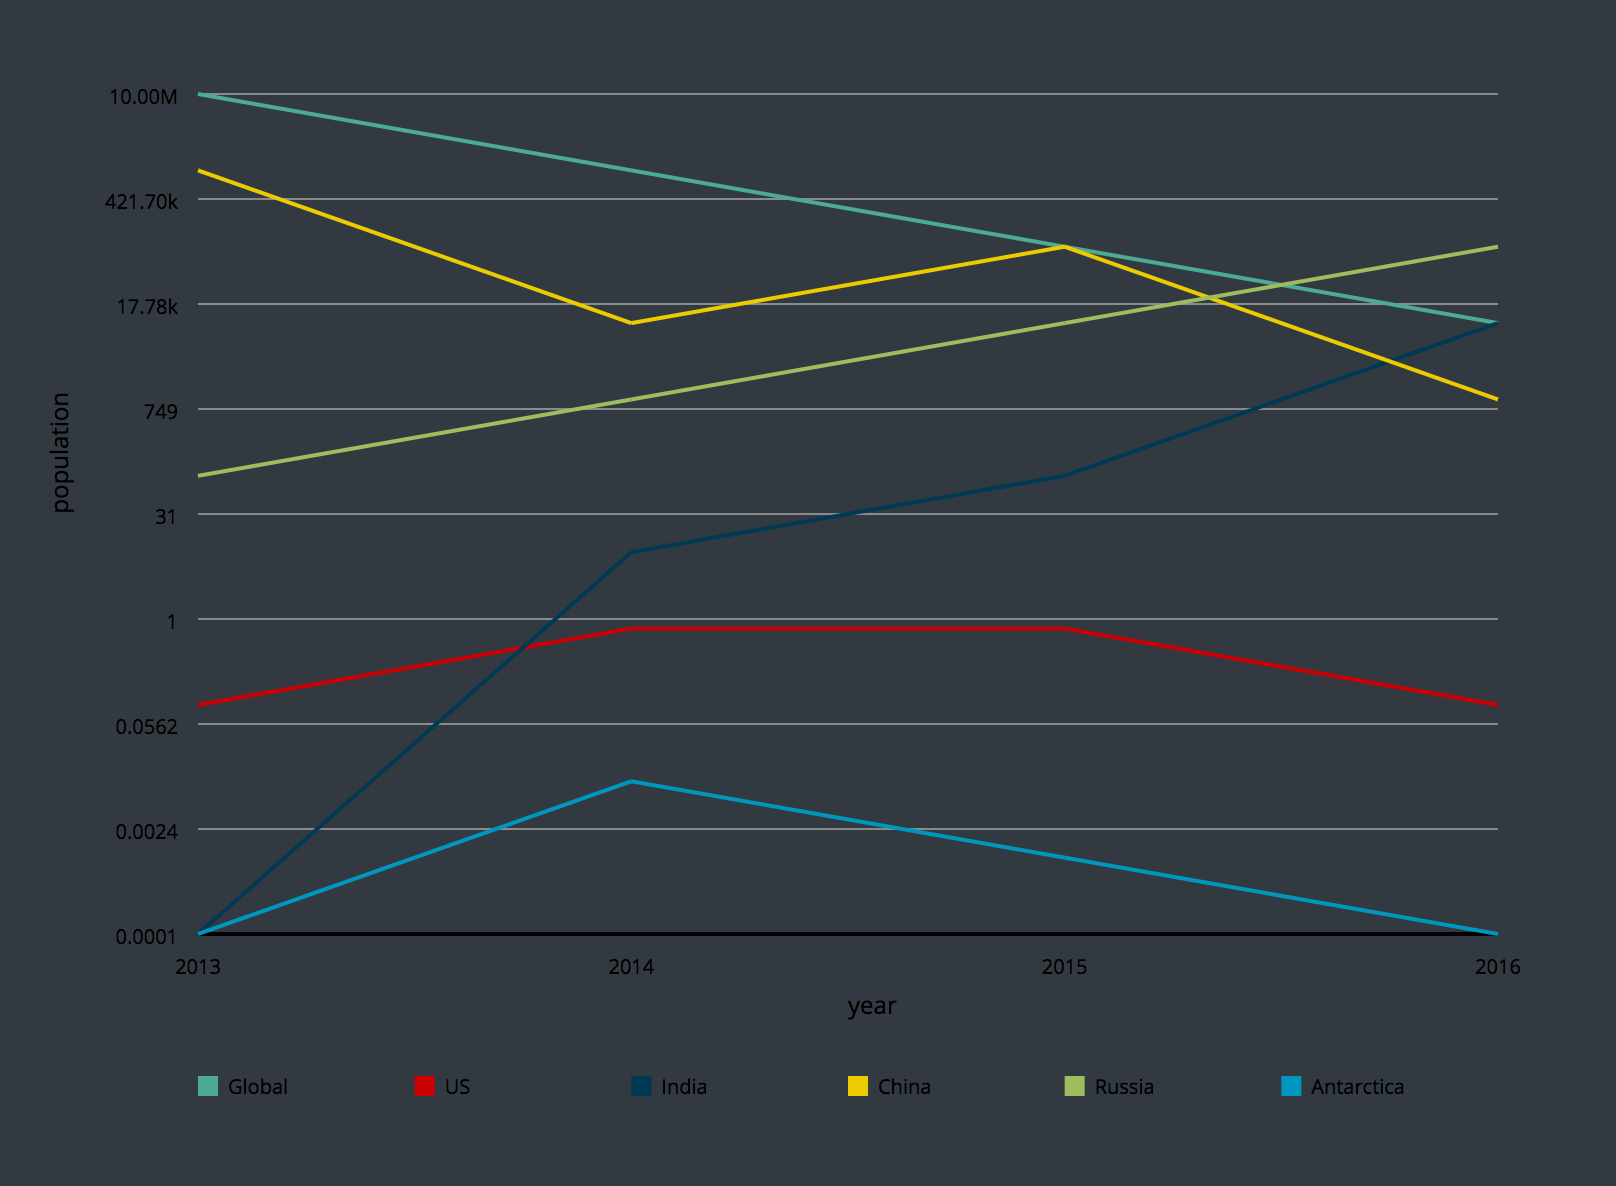 10.00M
421.70k
17.78k
749
31
1
0.0562
0.0024
0.0001
population
2013 2014 2015 2016
year
Global US India China Russia Antarctica